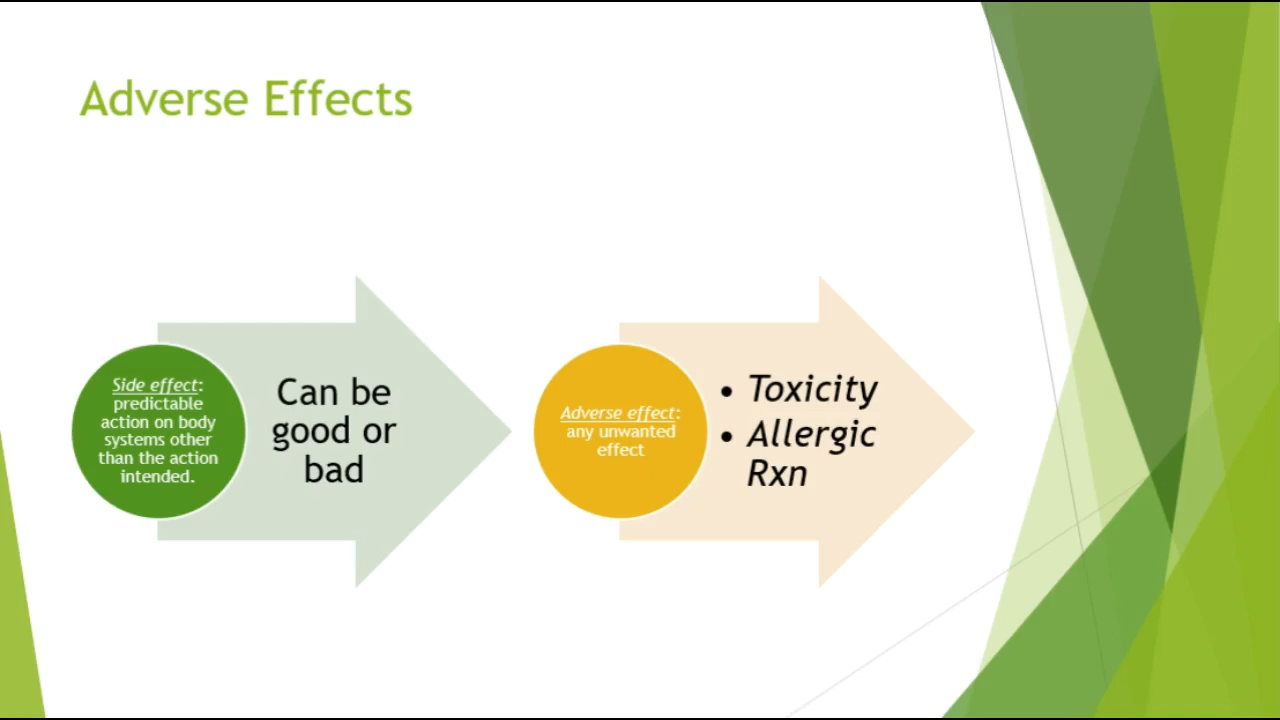 Adverse Effects
Side effect:
predictable
action on body
systems other
than the action
intended.
Can be
good or
bad
Adverse effect:
any unwanted
effect
• Toxicity
• Allergic
Rxn